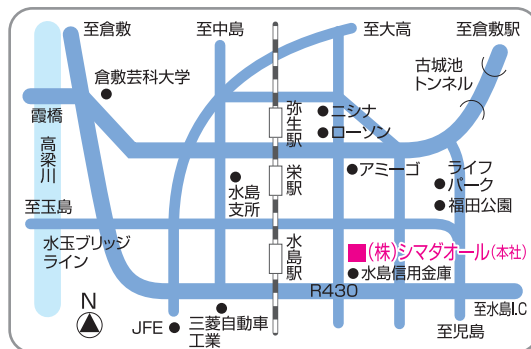 至倉敷
至中島
至大高
至倉敷駅
倉敷芸科大学
古城池
トンネル
霞橋
弥生駅
ニシナ
ローソン
高梁川
栄駅
アミーゴ
ライフ
パーク
水島
支所
福田公園
至玉島
水玉ブリッジ
ライン
水島駅
(株)シマダオール(本社)
水島信用金庫
R430
至水島I.C
N
JFE
三菱自動車
工業
至児島